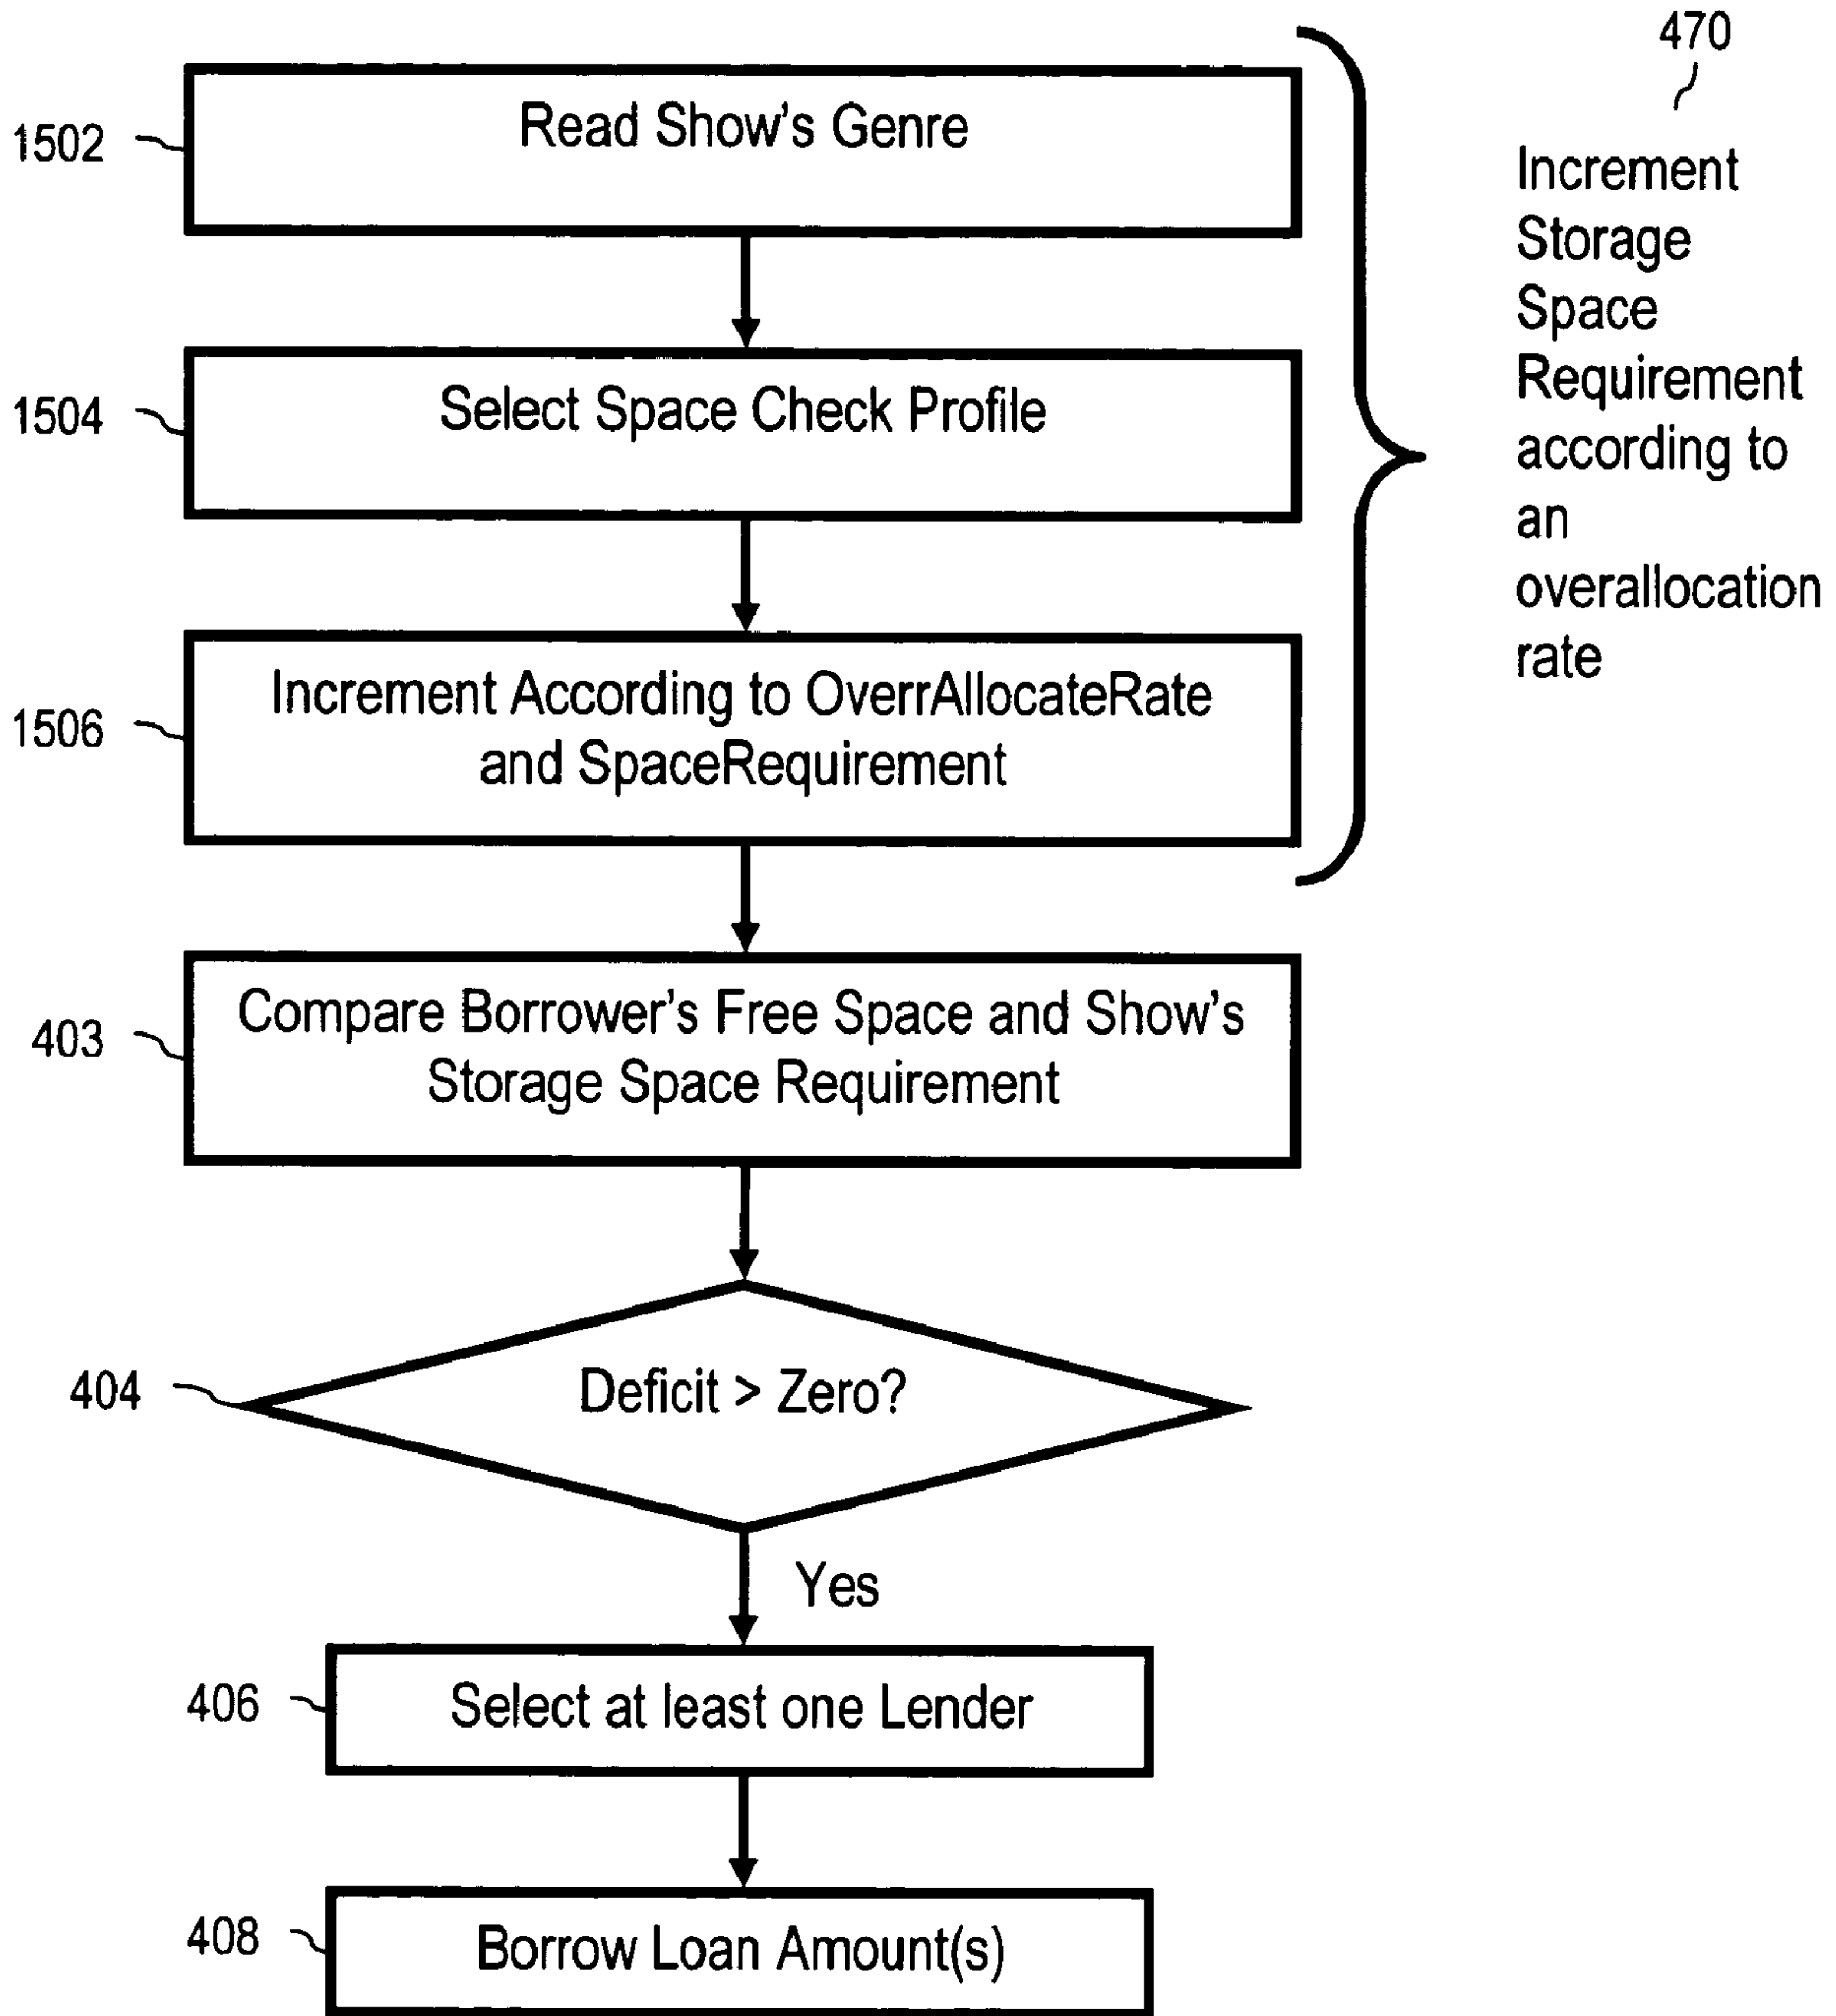 470
1502
Read Show's Genre
Increment
Storage
Space
Requirement
according to
an
overallocation
rate
1504
Select Space Check Profile
1506
Increment According to OverrAllocateRate
and SpaceRequirement
403
Compare Borrower's Free Space and Show's
Storage Space Requirement
404
Deficit > Zero?
Yes
406
Select at least one Lender
408
Borrow Loan Amount(s)